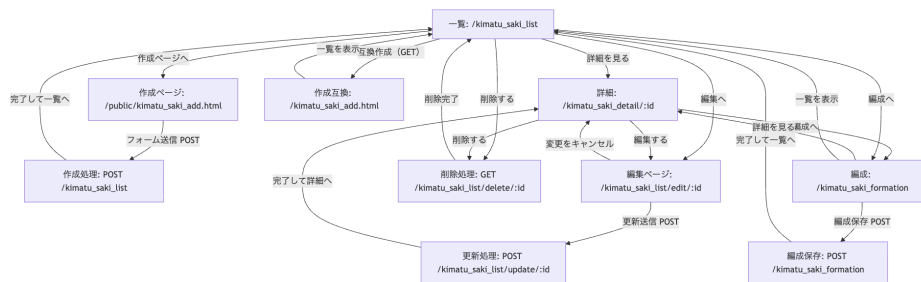 一覧: /kimatu_saki_list
作成ページへ
一覧を表示
互換作成（GET）
詳細を見る
作成ページ:
/public/kimatu_saki_add.html
作成互換:
/kimatu_saki_add.html
詳細:
/kimatu_saki_detail/:id
完了して一覧へ
削除完了
削除する
編集へ
一覧を表示
編成へ
フォーム送信 POST
削除する
変更をキャンセル
編集する
詳細を見る
編成へ
完了して一覧へ
作成処理: POST
/kimatu_saki_list
完了して詳細へ
削除処理: GET
/kimatu_saki_list/delete/:id
編集ページ:
/kimatu_saki_list/edit/:id
編成:
/kimatu_saki_formation
更新送信 POST
編成保存 POST
更新処理: POST
/kimatu_saki_list/update/:id
編成保存: POST
/kimatu_saki_formation